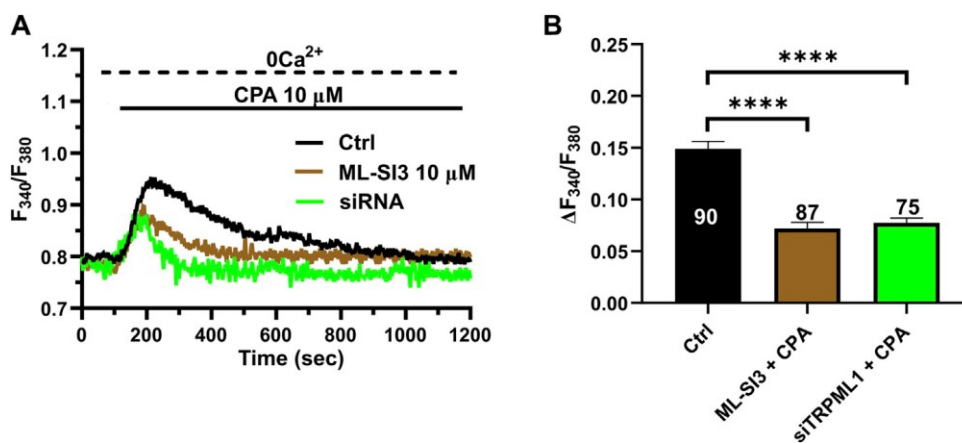 A
F340/F380
1.2
1.1
1.0
0.9
0.8
0.7
0Ca2+
CPA 10 μM
Ctrl
ML-SI3 10 μM
siRNA
0 200 400 600 800 1000 1200
Time (sec)
B
ΔF340/F380
0.25
0.20
0.15
0.10
0.05
0.00
****
****
90
87
75
Ctrl
ML-SI3 + CPA
siTRPML1 + CPA